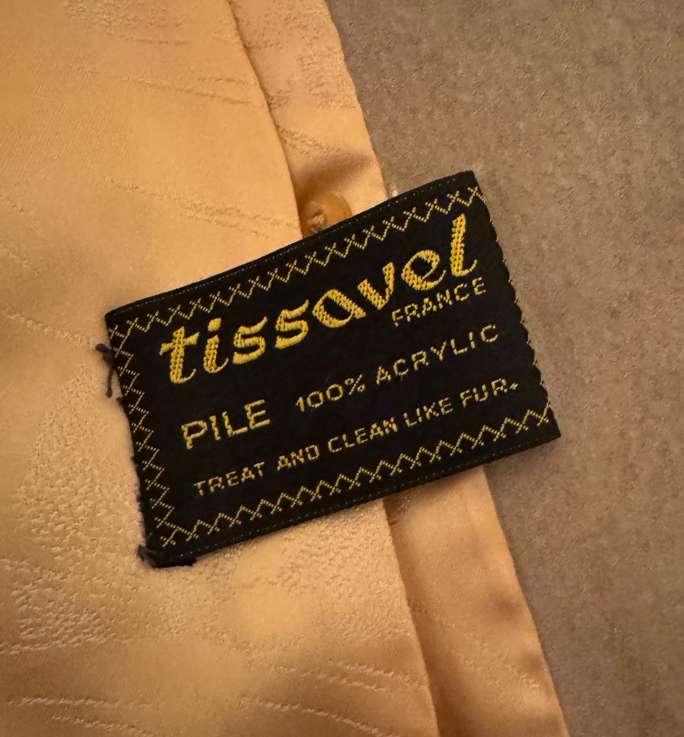 tissavel
FRANCE
PILE 100% ACRYLIC
TREAT AND CLEAN LIKE FUR.